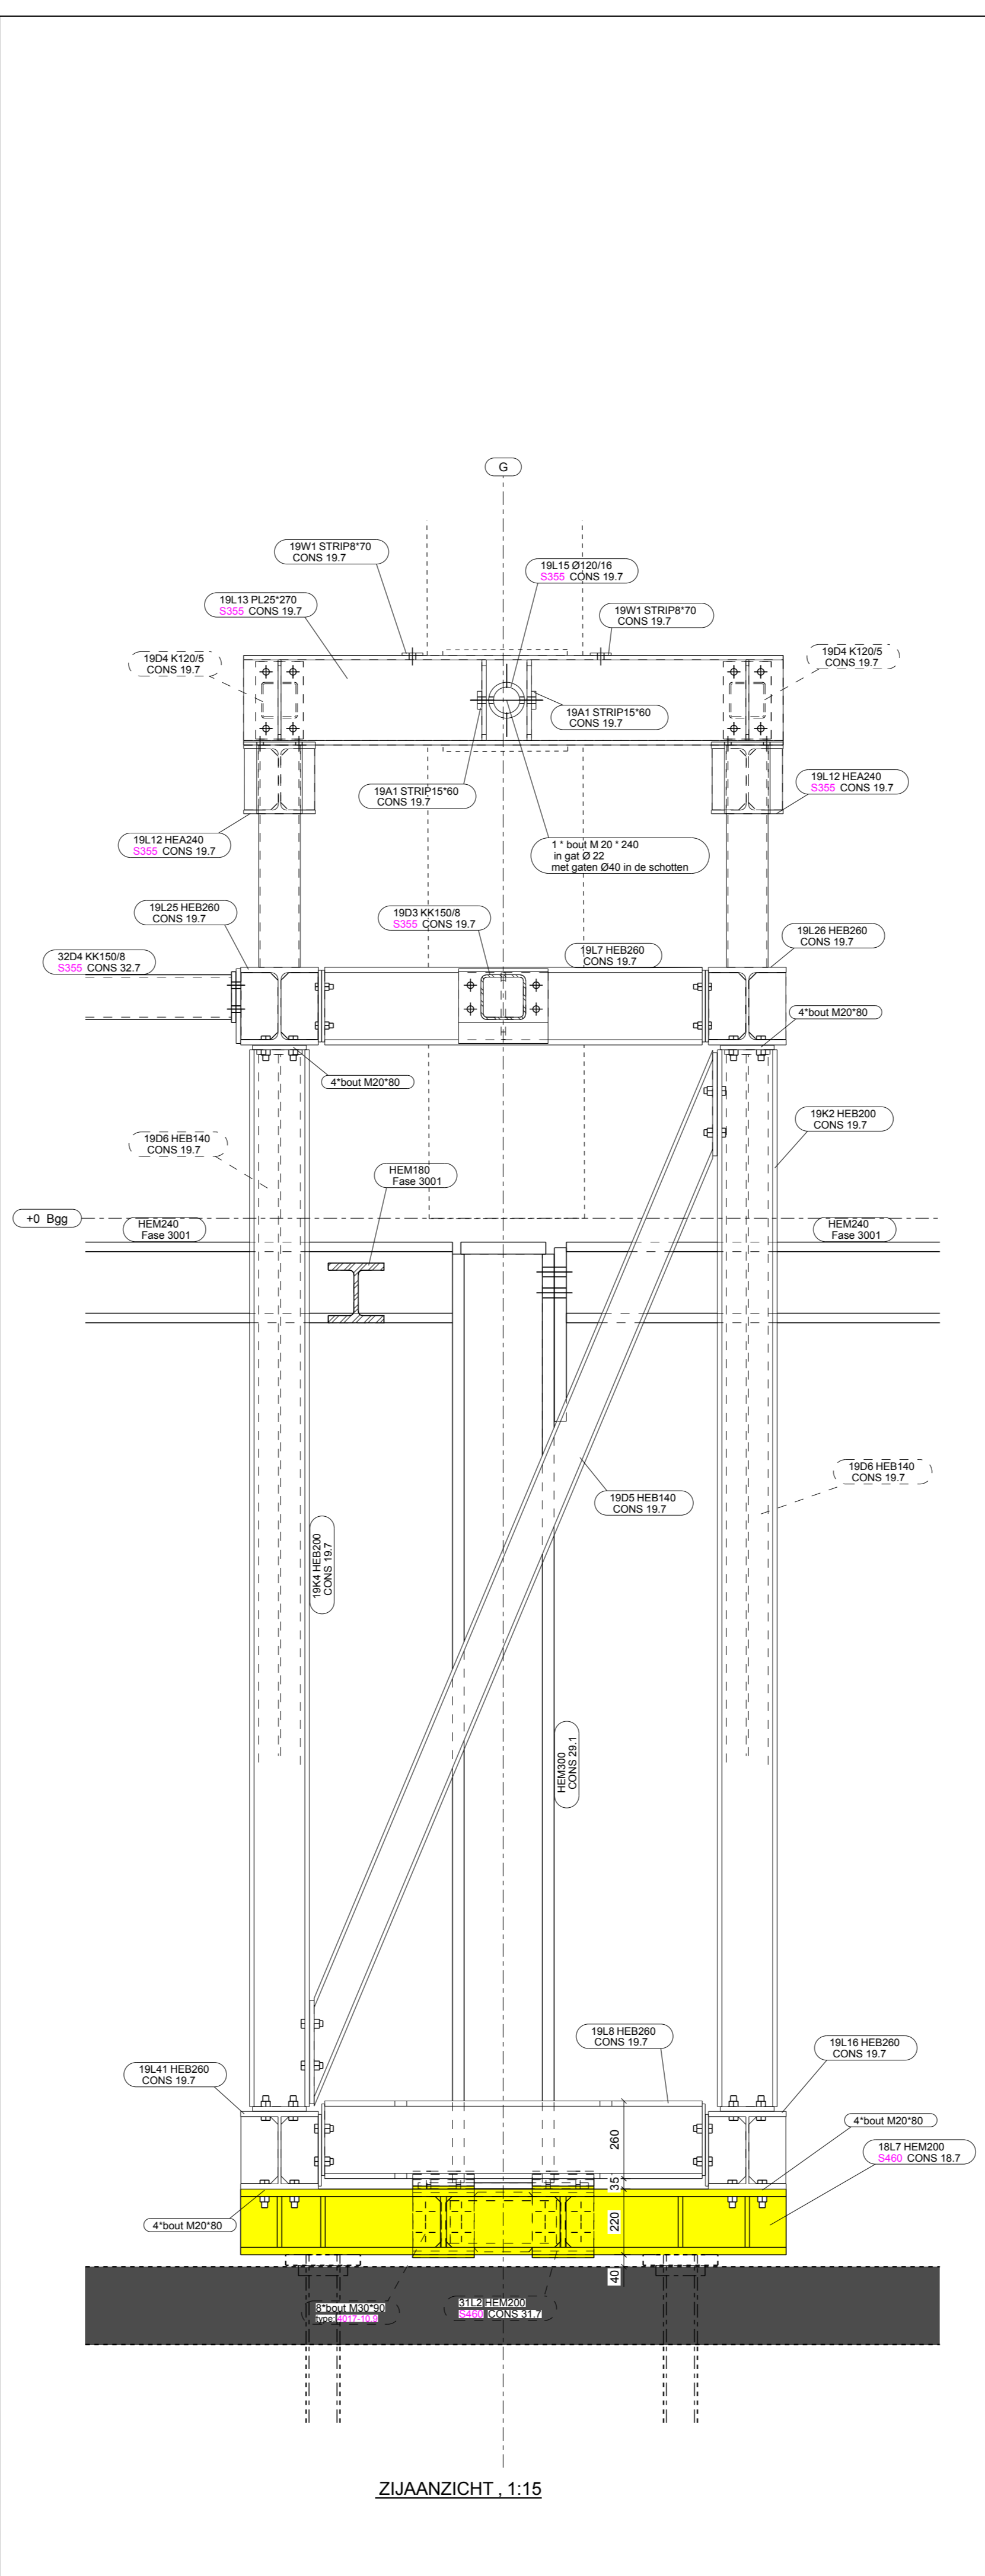 G
19W1 STRIP8*70
CONS 19.7
19L15 Ø120/16
S355 CONS 19.7
19L13 PL25*270
S355 CONS 19.7
19W1 STRIP8*70
CONS 19.7
19D4 K120/5
CONS 19.7
19D4 K120/5
CONS 19.7
19A1 STRIP15*60
CONS 19.7
19L12 HEA240
S355 CONS 19.7
19A1 STRIP15*60
CONS 19.7
19L12 HEA240
S355 CONS 19.7
1 * bout M 20 * 240
in gat Ø 22
met gaten Ø40 in de schotten
19L25 HEB260
CONS 19.7
19D3 KK150/8
S355 CONS 19.7
19L26 HEB260
CONS 19.7
32D4 KK150/8
S355 CONS 32.7
19L7 HEB260
CONS 19.7
4*bout M20*80
4*bout M20*80
19K2 HEB200
CONS 19.7
19D6 HEB140
CONS 19.7
HEM180
Fase 3001
+0 Bgg
HEM240
Fase 3001
HEM240
Fase 3001
19D6 HEB140
CONS 19.7
19D5 HEB140
CONS 19.7
19K4 HEB200
CONS 19.7
HEM300
CONS 29.1
19L8 HEB260
CONS 19.7
19L16 HEB260
CONS 19.7
19L41 HEB260
CONS 19.7
4*bout M20*80
260
18L7 HEM200
S460 CONS 18.7
35
4*bout M20*80
220
40
8*bout M30*90
type: 4017-10.9
31L2 HEM200
S460 CONS 31.7
ZIJAANZICHT , 1:15